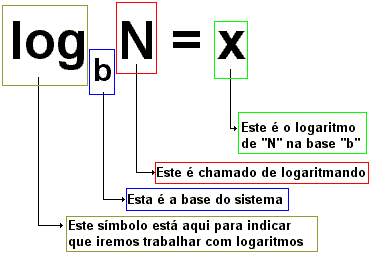 log b N = x
Este é o logaritmo
de "N" na base "b"
Este é chamado de logaritmando
Esta é a base do sistema
Este símbolo está aqui para indicar
que iremos trabalhar com logaritmos